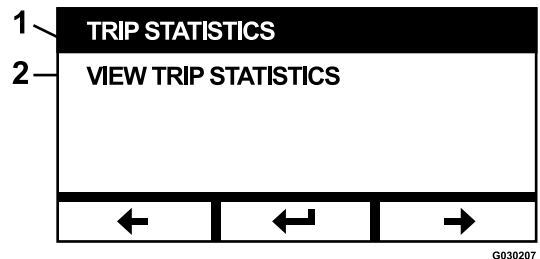 1
TRIP STATISTICS
2
VIEW TRIP STATISTICS
G030207